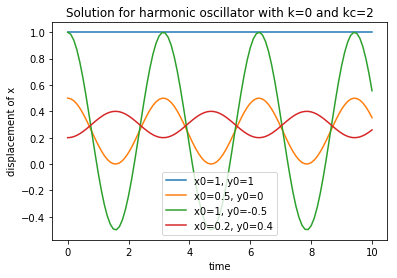 Solution for harmonic oscillator with k=0 and kc=2
displacement of x
1.0
0.8
0.6
0.4
0.2
0.0
−0.2
−0.4
x0=1, y0=1
x0=0.5, y0=0
x0=1, y0=-0.5
x0=0.2, y0=0.4
0
2
4
6
8
10
time